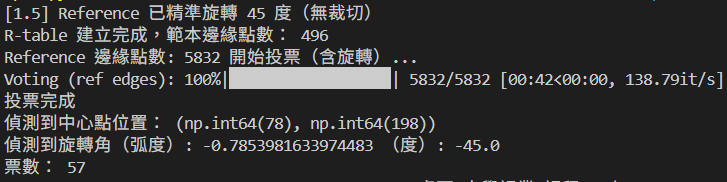 [1.5] Reference 已精準旋轉 45 度（無裁切）
R-table 建立完成，範本邊緣點數： 496
Reference 邊緣點數: 5832 開始投票（含旋轉）...
Voting (ref edges): 100%|| 5832/5832 [00:42<00:00, 138.79it/s]
投票完成
偵測到中心點位置： (np.int64(78), np.int64(198))
偵測到旋轉角（弧度）: -0.7853981633974483 （度）: -45.0
票數： 57